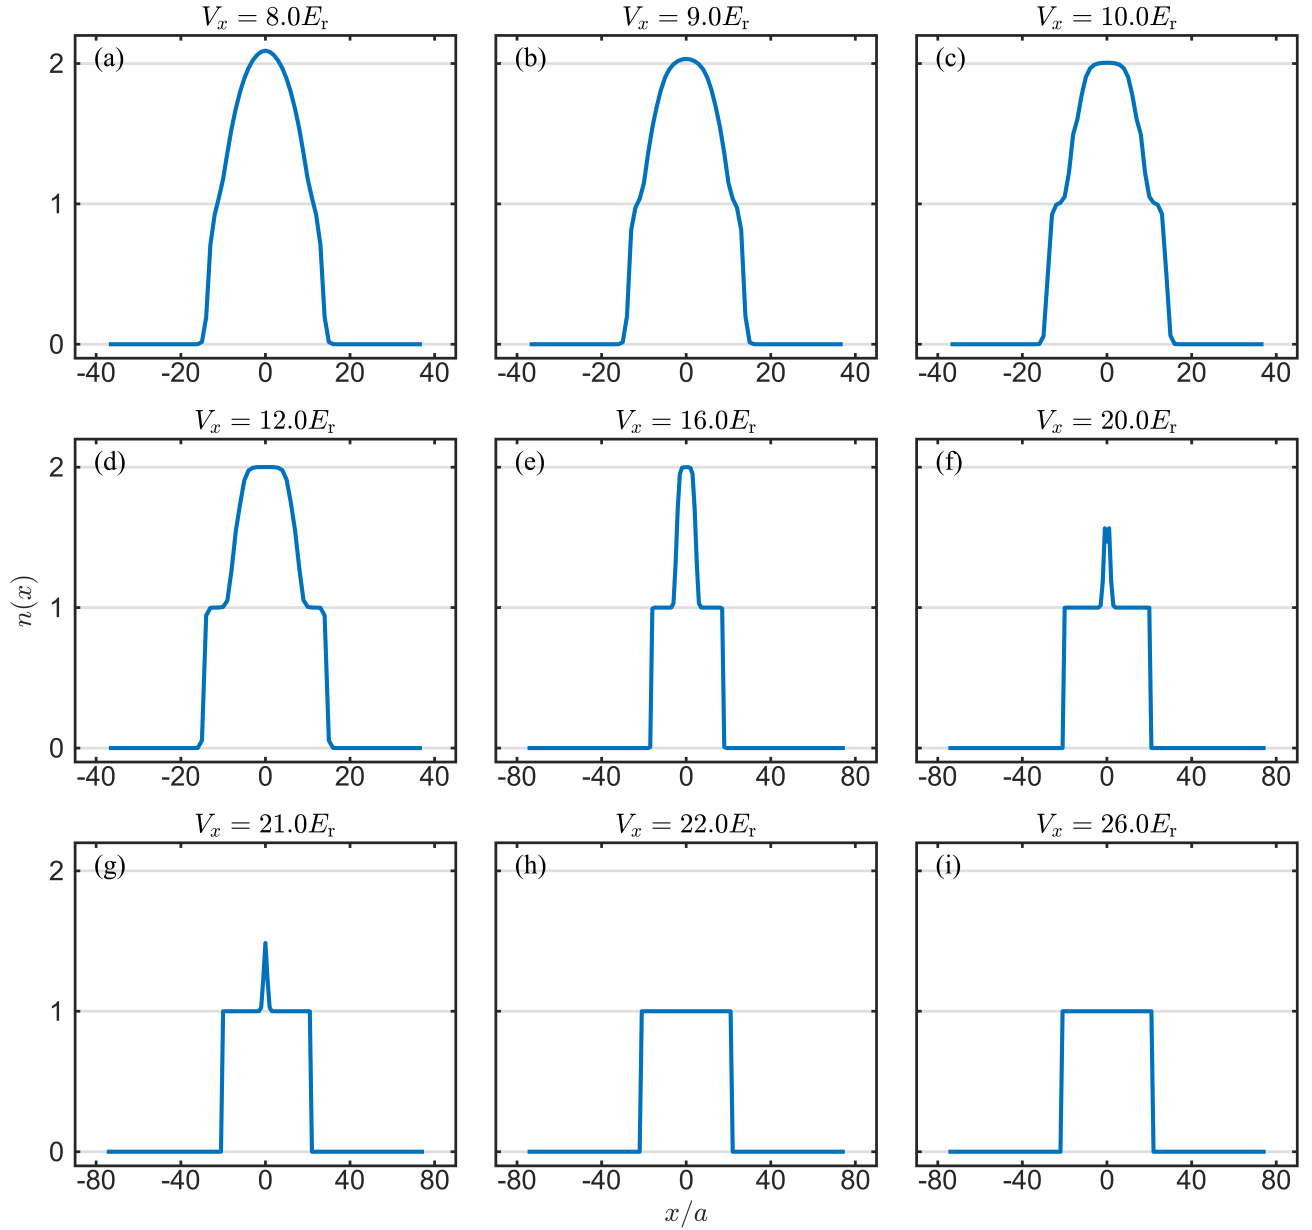 V_x = 8.0E_r
V_x = 9.0E_r
V_x = 10.0E_r
(a)
(b)
(c)
2
1
0
-40 -20 0 20 40
-40 -20 0 20 40
-40 -20 0 20 40
V_x = 12.0E_r
V_x = 16.0E_r
V_x = 20.0E_r
(d)
(e)
(f)
2
1
0
n(x)
-40 -20 0 20 40
-80 -40 0 40 80
-80 -40 0 40 80
V_x = 21.0E_r
V_x = 22.0E_r
V_x = 26.0E_r
(g)
(h)
(i)
2
1
0
-80 -40 0 40 80
-80 -40 0 40 80
-80 -40 0 40 80
x/a